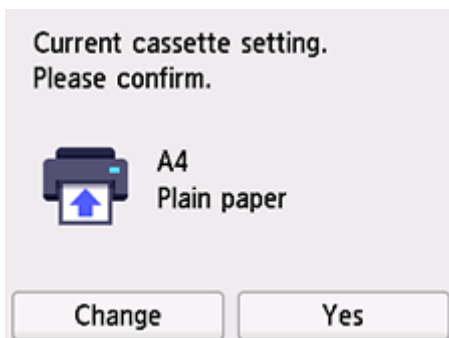 Current cassette setting.
Please confirm.
A4
Plain paper
Change
Yes